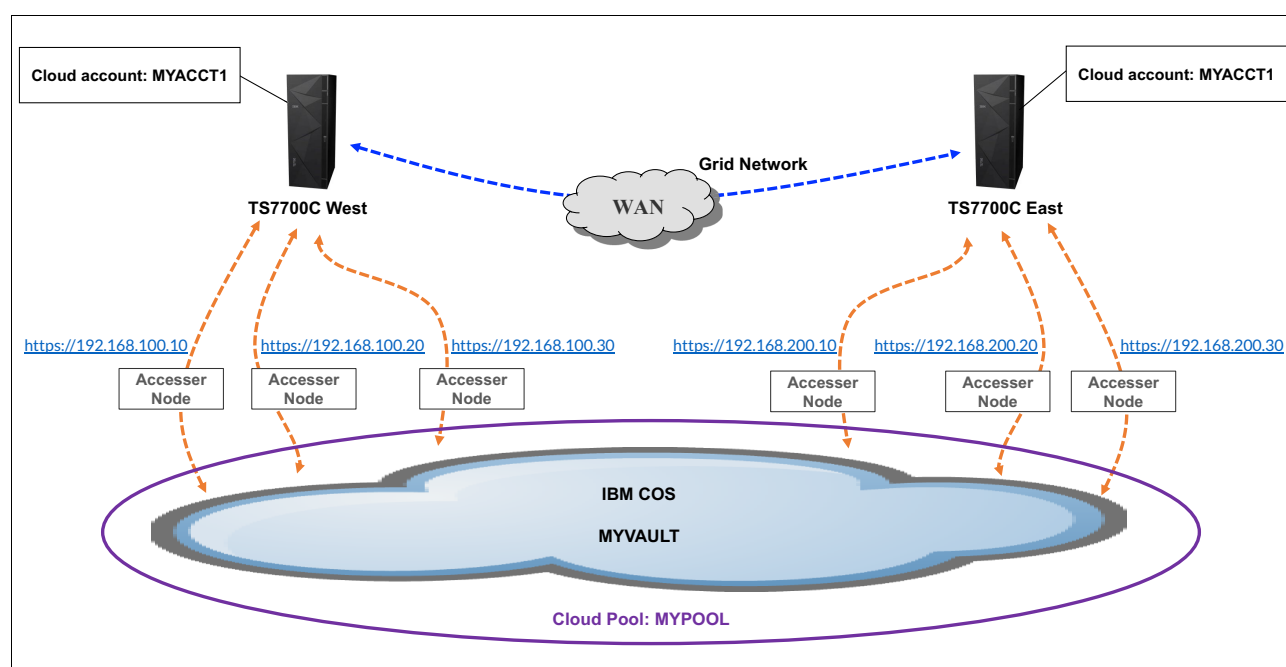 Cloud account: MYACCT1
Cloud account: MYACCT1
Grid Network
WAN
TS7700C West
TS7700C East
https://192.168.100.10
https://192.168.100.20
https://192.168.100.30
https://192.168.200.10
https://192.168.200.20
https://192.168.200.30
Accesser
Node
Accesser
Node
Accesser
Node
Accesser
Node
Accesser
Node
Accesser
Node
IBM COS
MYVAULT
Cloud Pool: MYPOOL